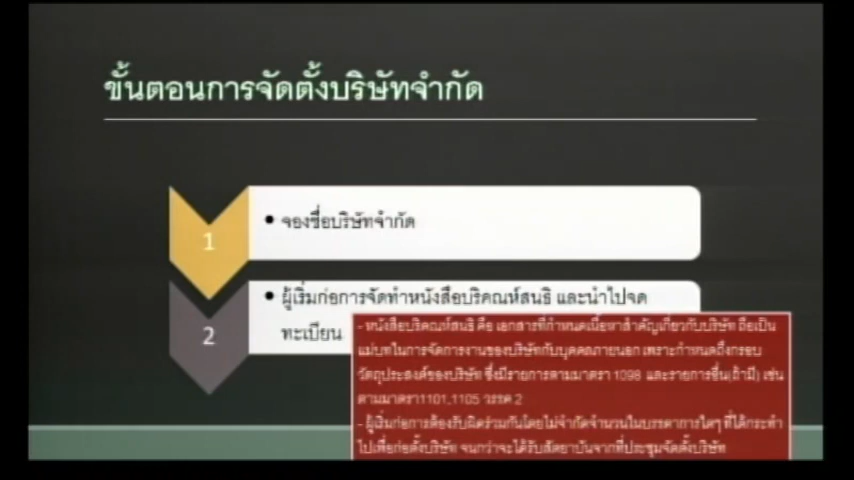 ขั้นตอนการจัดตั้งบริษัทจำกัด
1
• จองชื่อบริษัทจำกัด
2
• ผู้เริ่มก่อการจัดทำหนังสือบริคณห์สนธิ และนำไปจด
ทะเบียน
- หนังสือบริคณห์สนธิ คือ เอกสารที่กำหนดเนื้อหาสำคัญเกี่ยวกับบริษัท ถือเป็น
แม่บทในการจัดการงานของบริษัทกับบุคคลภายนอก เพราะกำหนดถึงกรอบ
วัตถุประสงค์ของบริษัท ซึ่งมีรายการตามมาตรา 1098 และรายการอื่น(ถ้ามี) เช่น
ตามมาตรา1101,1105 วรรค 2
- ผู้เริ่มก่อการต้องรับผิดร่วมกันโดยไม่จำกัดจำนวนในบรรดาการใดๆ ที่ได้กระทำ
ไปเพื่อก่อตั้งบริษัท จนกว่าจะได้รับสัตยาบันจากที่ประชุมจัดตั้งบริษัท